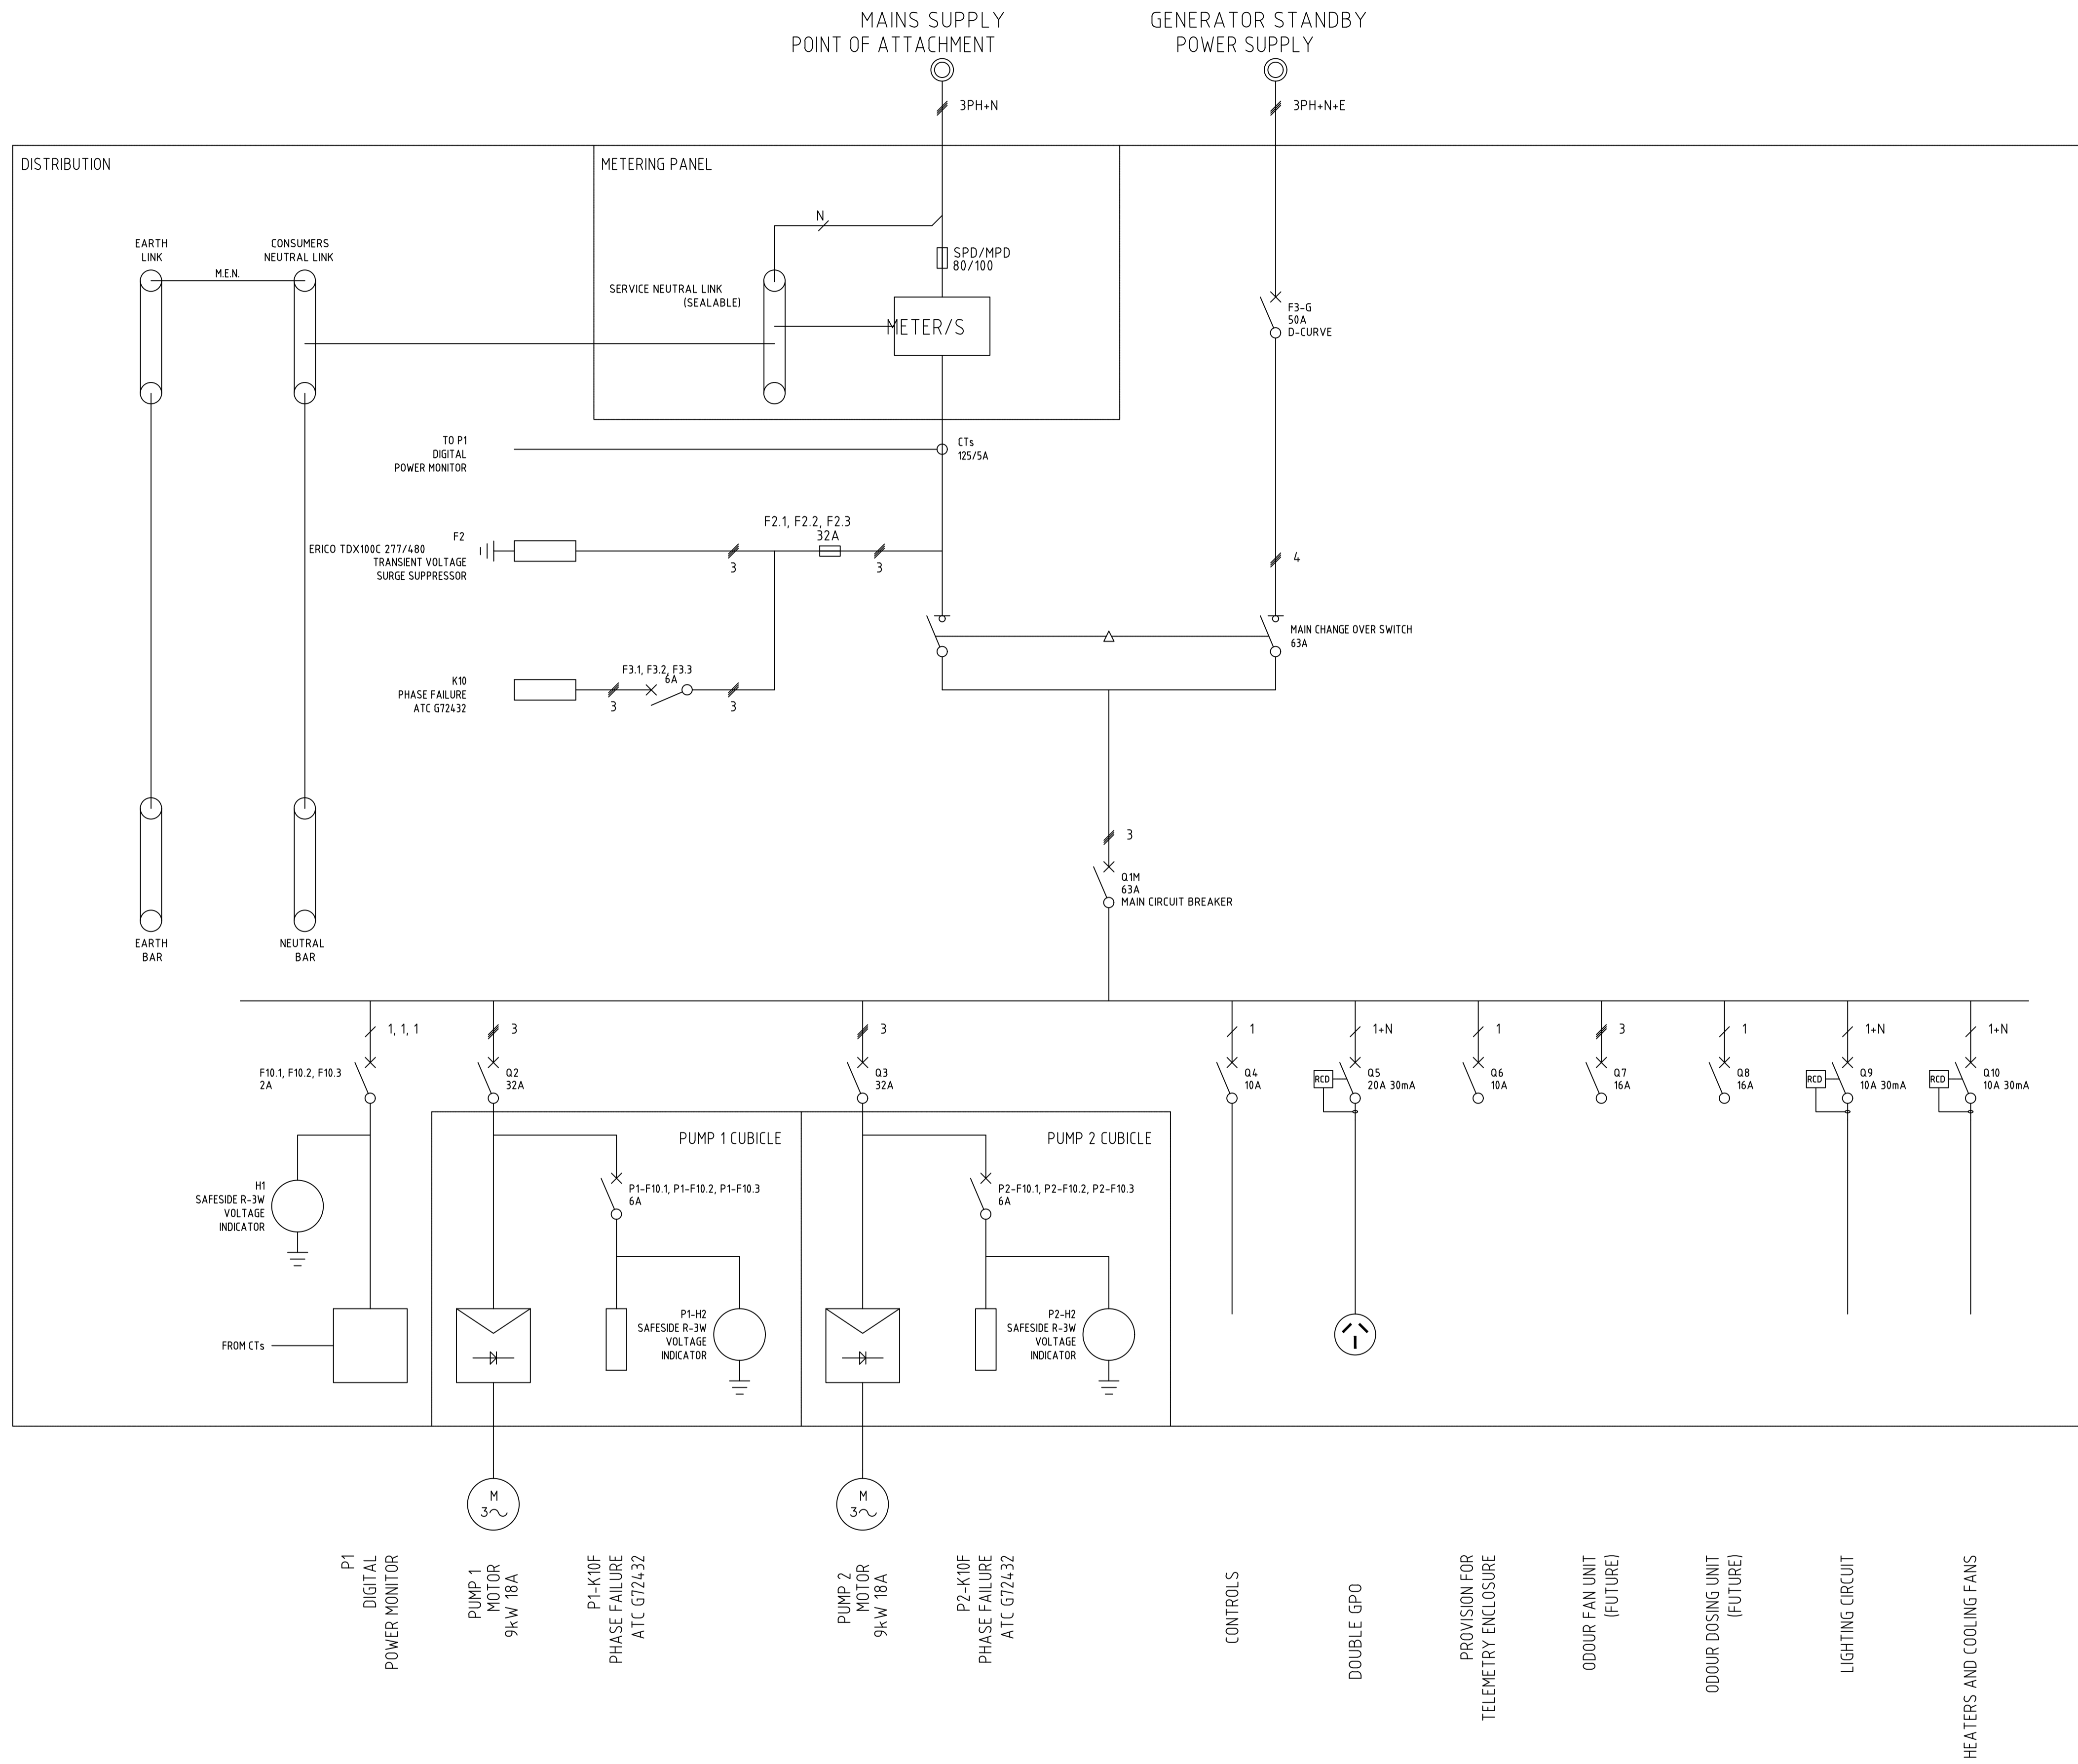 MAINS SUPPLY
POINT OF ATTACHMENT
GENERATOR STANDBY
POWER SUPPLY
3PH+N
3PH+N+E
DISTRIBUTION
METERING PANEL
N
EARTH
LINK
CONSUMERS
NEUTRAL LINK
M.E.N.
SPD/MPD
80/100
SERVICE NEUTRAL LINK
(SEALABLE)
METER/S
F3-G
50A
D-CURVE
TO P1
DIGITAL
POWER MONITOR
CTs
125/5A
F2.1, F2.2, F2.3
32A
F2
ERICO TDX100C 277/480
TRANSIENT VOLTAGE
SURGE SUPPRESSOR
3
3
4
MAIN CHANGE OVER SWITCH
63A
F3.1, F3.2, F3.3
6A
K10
PHASE FAILURE
ATC G72432
3
3
3
Q1M
63A
MAIN CIRCUIT BREAKER
EARTH
BAR
NEUTRAL
BAR
1, 1, 1
3
3
1
1+N
1
3
1
1+N
1+N
F10.1, F10.2, F10.3
2A
Q2
32A
Q3
32A
Q4
10A
RCD
Q5
20A 30mA
Q6
10A
Q7
16A
Q8
16A
RCD
Q9
10A 30mA
RCD
Q10
10A 30mA
PUMP 1 CUBICLE
PUMP 2 CUBICLE
H1
SAFESIDE R-3W
VOLTAGE
INDICATOR
P1-F10.1, P1-F10.2, P1-F10.3
6A
P2-F10.1, P2-F10.2, P2-F10.3
6A
P1-H2
SAFESIDE R-3W
VOLTAGE
INDICATOR
P2-H2
SAFESIDE R-3W
VOLTAGE
INDICATOR
FROM CTs
M
3~
M
3~
P1
DIGITAL
POWER MONITOR
PUMP 1
MOTOR
9kW 18A
P1-K10F
PHASE FAILURE
ATC G72432
PUMP 2
MOTOR
9kW 18A
P2-K10F
PHASE FAILURE
ATC G72432
CONTROLS
DOUBLE GPO
PROVISION FOR
TELEMETRY ENCLOSURE
ODOUR FAN UNIT
(FUTURE)
ODOUR DOSING UNIT
(FUTURE)
LIGHTING CIRCUIT
HEATERS AND COOLING FANS